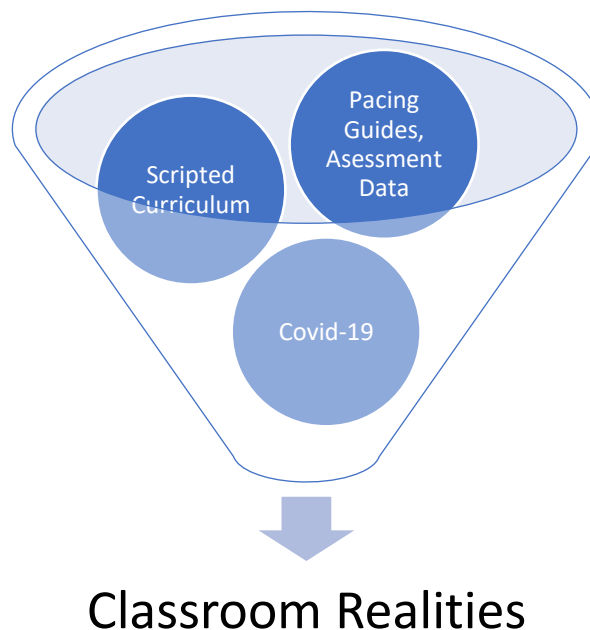 Pacing
Guides,
Asessment
Data
Scripted
Curriculum
Covid-19
Classroom Realities